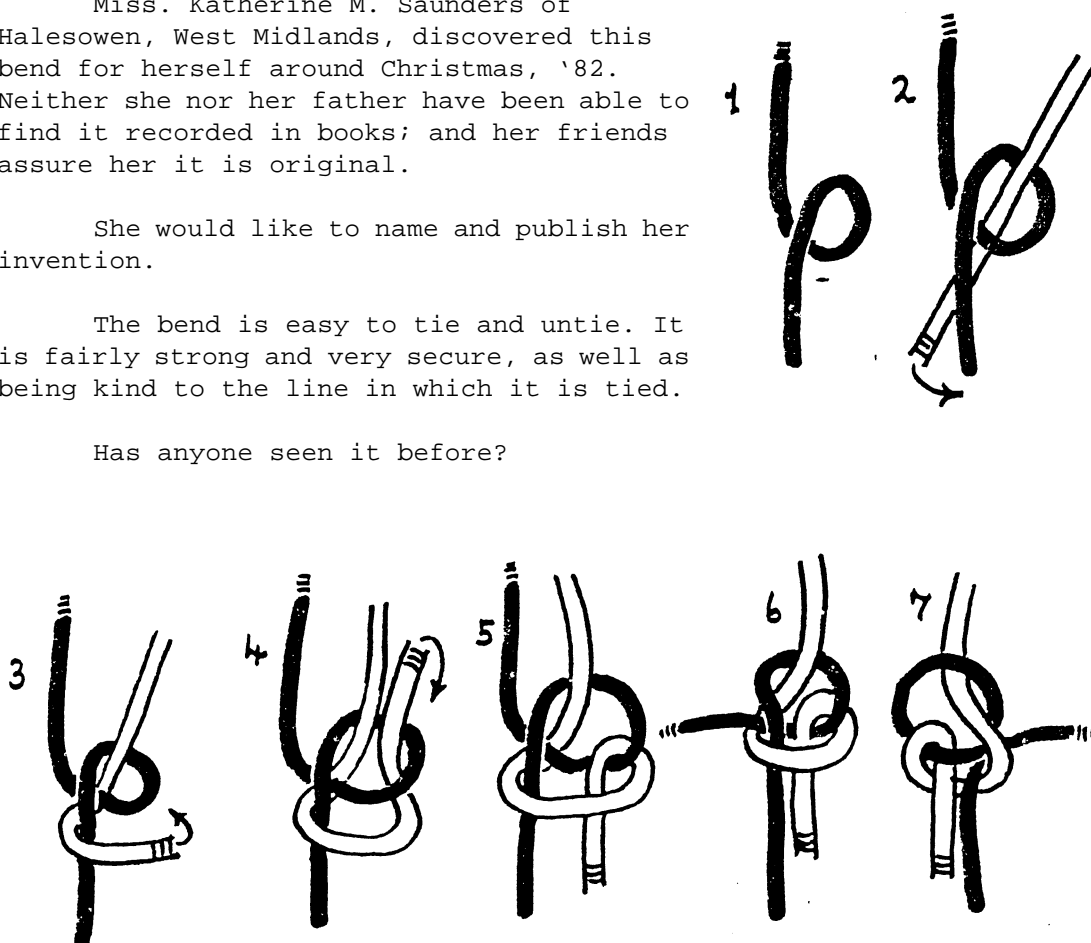 Miss. Katherine M. Saunders of
Halesowen, West Midlands, discovered this
bend for herself around Christmas, ‘82.
Neither she nor her father have been able to
find it recorded in books; and her friends
assure her it is original.
She would like to name and publish her
invention.
The bend is easy to tie and untie. It
is fairly strong and very secure, as well as
being kind to the line in which it is tied.
Has anyone seen it before?
1
2
3
4
5
6
7